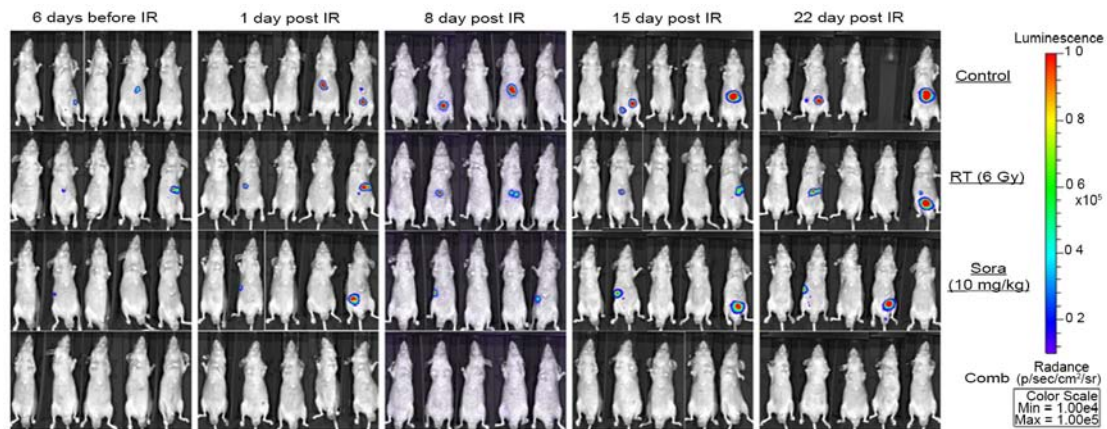 6 days before IR
1 day post IR
8 day post IR
15 day post IR
22 day post IR
Luminescence
1 0
0 8
0 6
x10⁵
0 4
0 2
Control
RT (6 Gy)
Sora
(10 mg/kg)
Comb
Radance
(p/sec/cm²/sr)
Color Scale
Min = 1.00e4
Max = 1.00e5